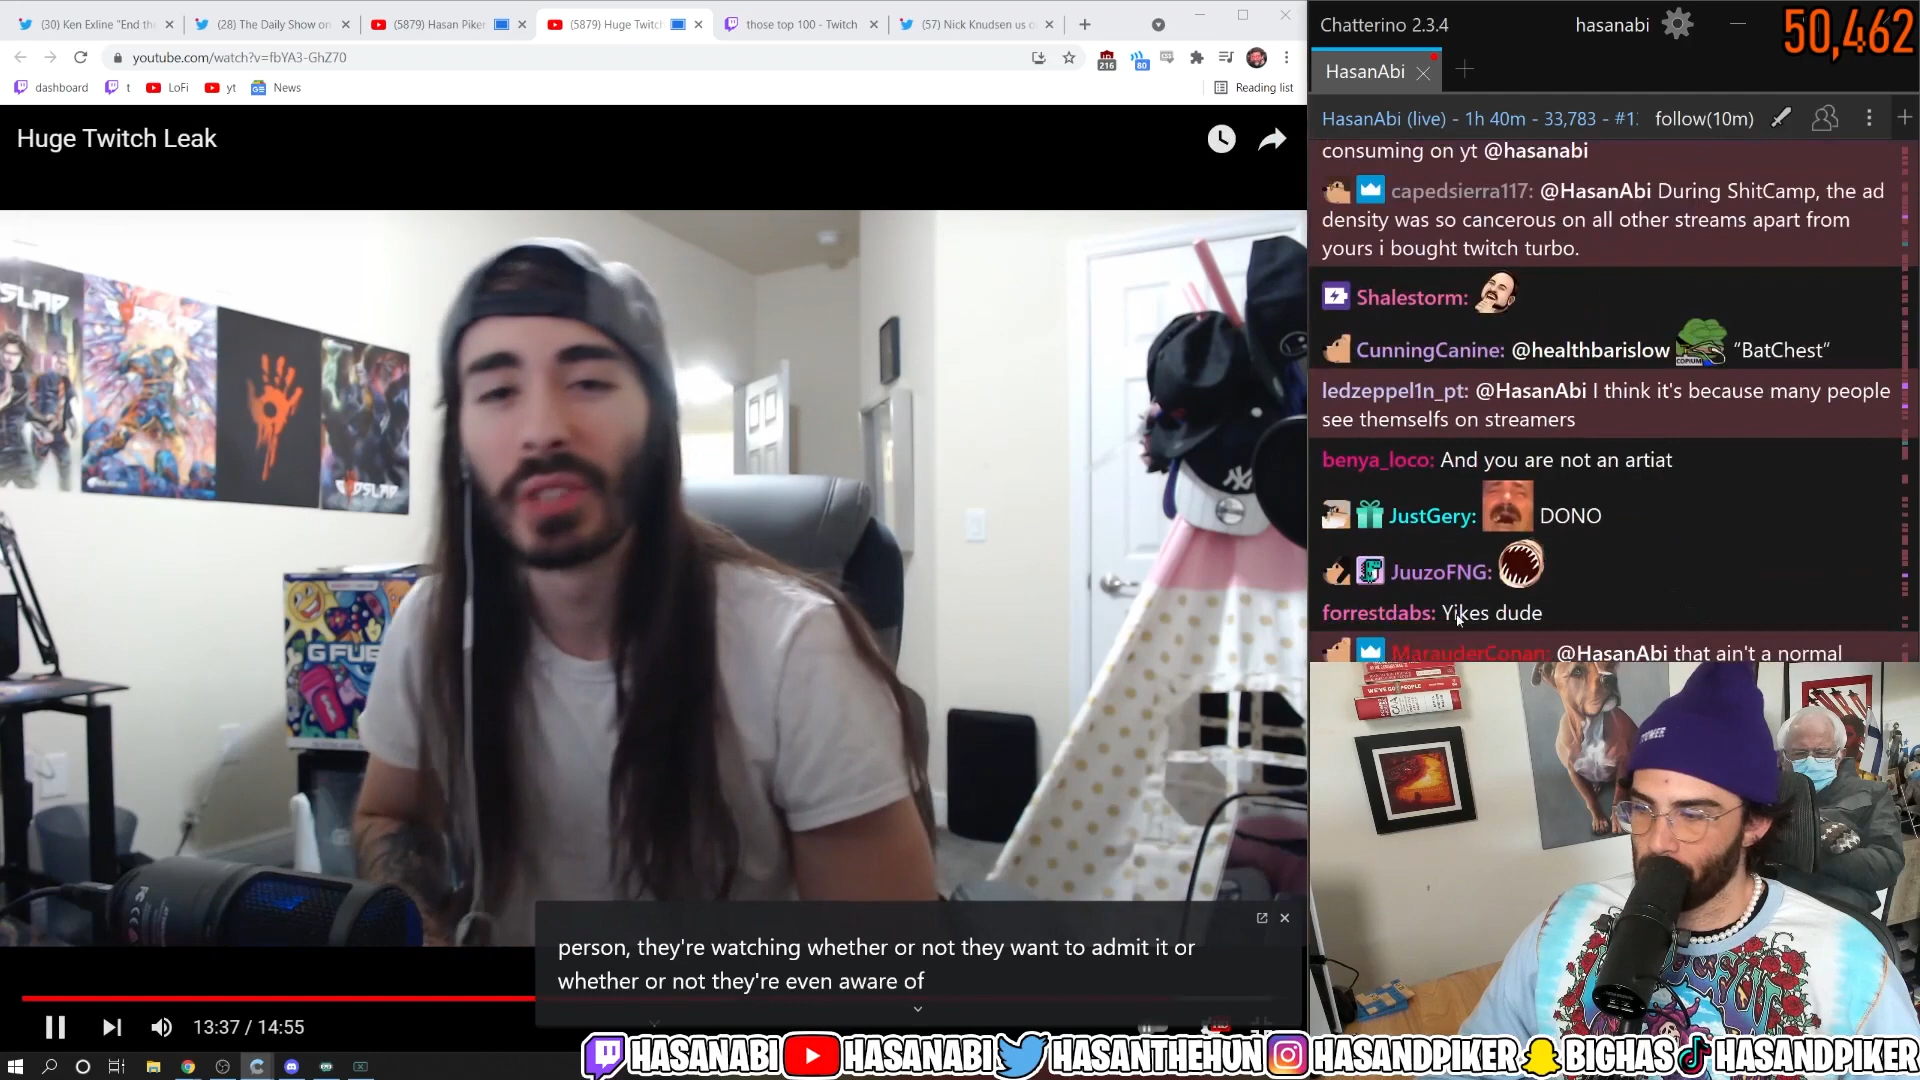 (30) Ken Exline "End the
(28) The Daily Show on
(5879) Hasan Piker
(5879) Huge Twitch
those top 100 - Twitch
(57) Nick Knudsen us o
youtube.com/watch?v=fbYA3-GhZ70
216
80
dashboard
t
LoFi
yt
News
Reading list
Huge Twitch Leak
G FUEL
person, they're watching whether or not they want to admit it or
whether or not they're even aware of
13:37 / 14:55
Chatterino 2.3.4
hasanabi
50,462
HasanAbi
HasanAbi (live) - 1h 40m - 33,783 - #1:
follow(10m)
consuming on yt @hasanabi
capedsierra117: @HasanAbi During ShitCamp, the ad
density was so cancerous on all other streams apart from
yours i bought twitch turbo.
Shalestorm:
CunningCanine: @healthbarislow
COPIUM
"BatChest"
ledzeppel1n_pt: @HasanAbi I think it's because many people
see themselfs on streamers
benya_loco: And you are not an artiat
JustGery: DONO
JuuzoFNG:
forrestdabs: Yikes dude
MarauderConan: @HasanAbi that ain't a normal
HASANABI
HASANABI
HASANTHEHUN
HASANDPIKER
BIGHAS
HASANDPIKER